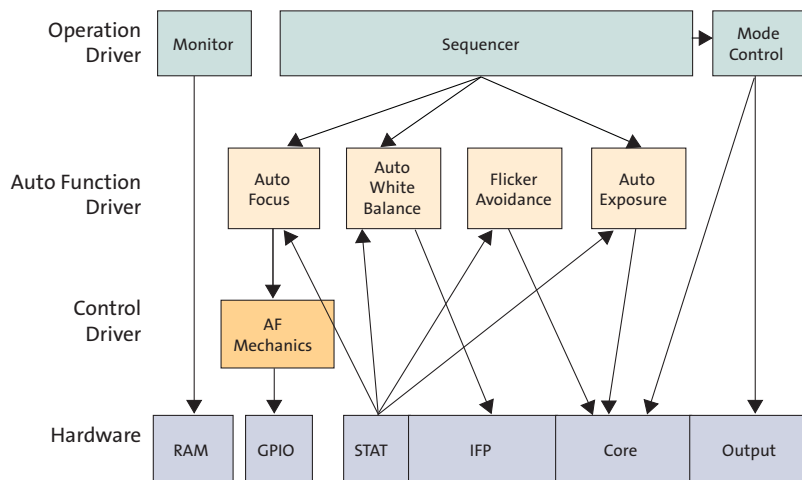 Operation
Driver
Monitor
Sequencer
Mode
Control
Auto Function
Driver
Auto
Focus
Auto
White
Balance
Flicker
Avoidance
Auto
Exposure
Control
Driver
AF
Mechanics
Hardware
RAM
GPIO
STAT
IFP
Core
Output